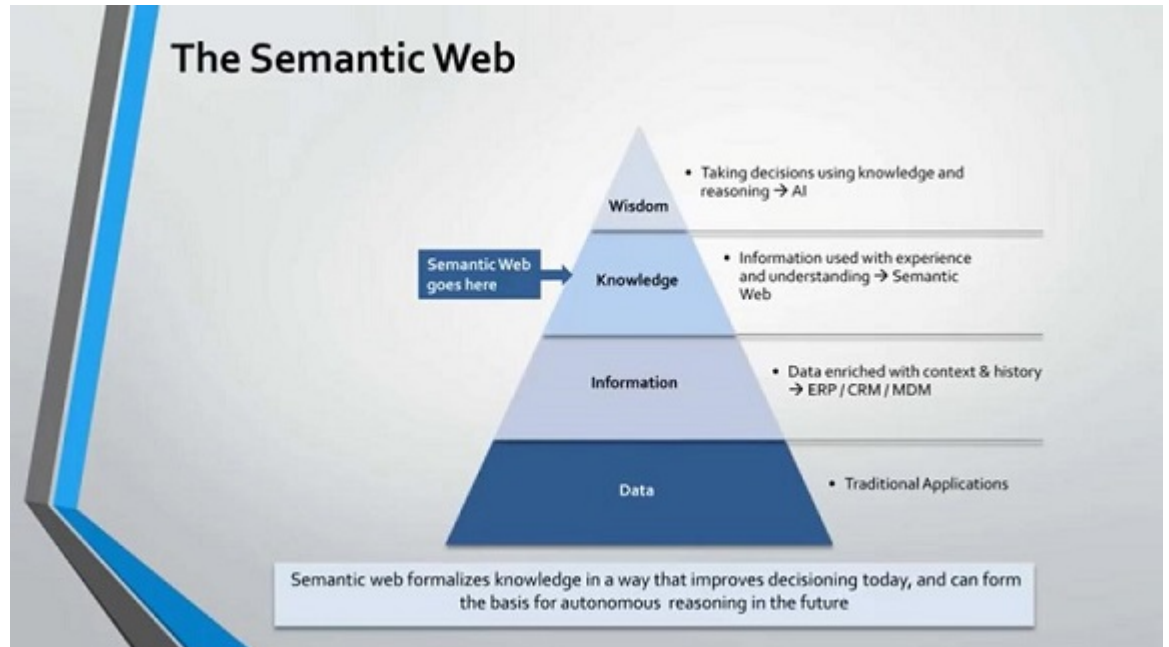 The Semantic Web
• Taking decisions using knowledge and
reasoning → AI
Wisdom
Semantic Web
goes here
• Information used with experience
and understanding → Semantic
Web
Knowledge
• Data enriched with context & history
→ ERP / CRM / MDM
Information
• Traditional Applications
Data
Semantic web formalizes knowledge in a way that improves decisioning today, and can form
the basis for autonomous reasoning in the future